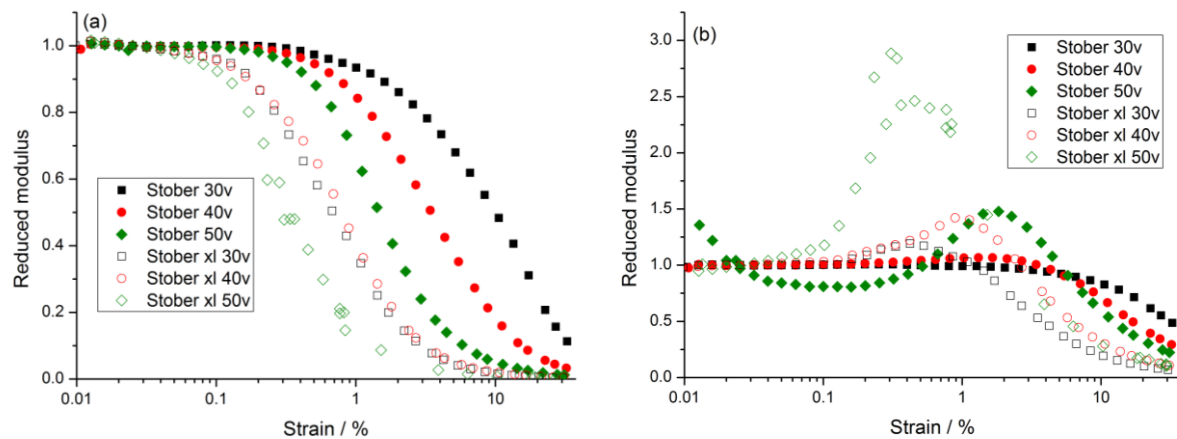 (a)
1.0
0.8
0.6
0.4
0.2
0.0
Reduced modulus
Stober 30v
Stober 40v
Stober 50v
Stober xl 30v
Stober xl 40v
Stober xl 50v
0.01 0.1 1 10
Strain / %
(b)
3.0
2.5
2.0
1.5
1.0
0.5
0.0
Reduced modulus
Stober 30v
Stober 40v
Stober 50v
Stober xl 30v
Stober xl 40v
Stober xl 50v
0.01 0.1 1 10
Strain / %